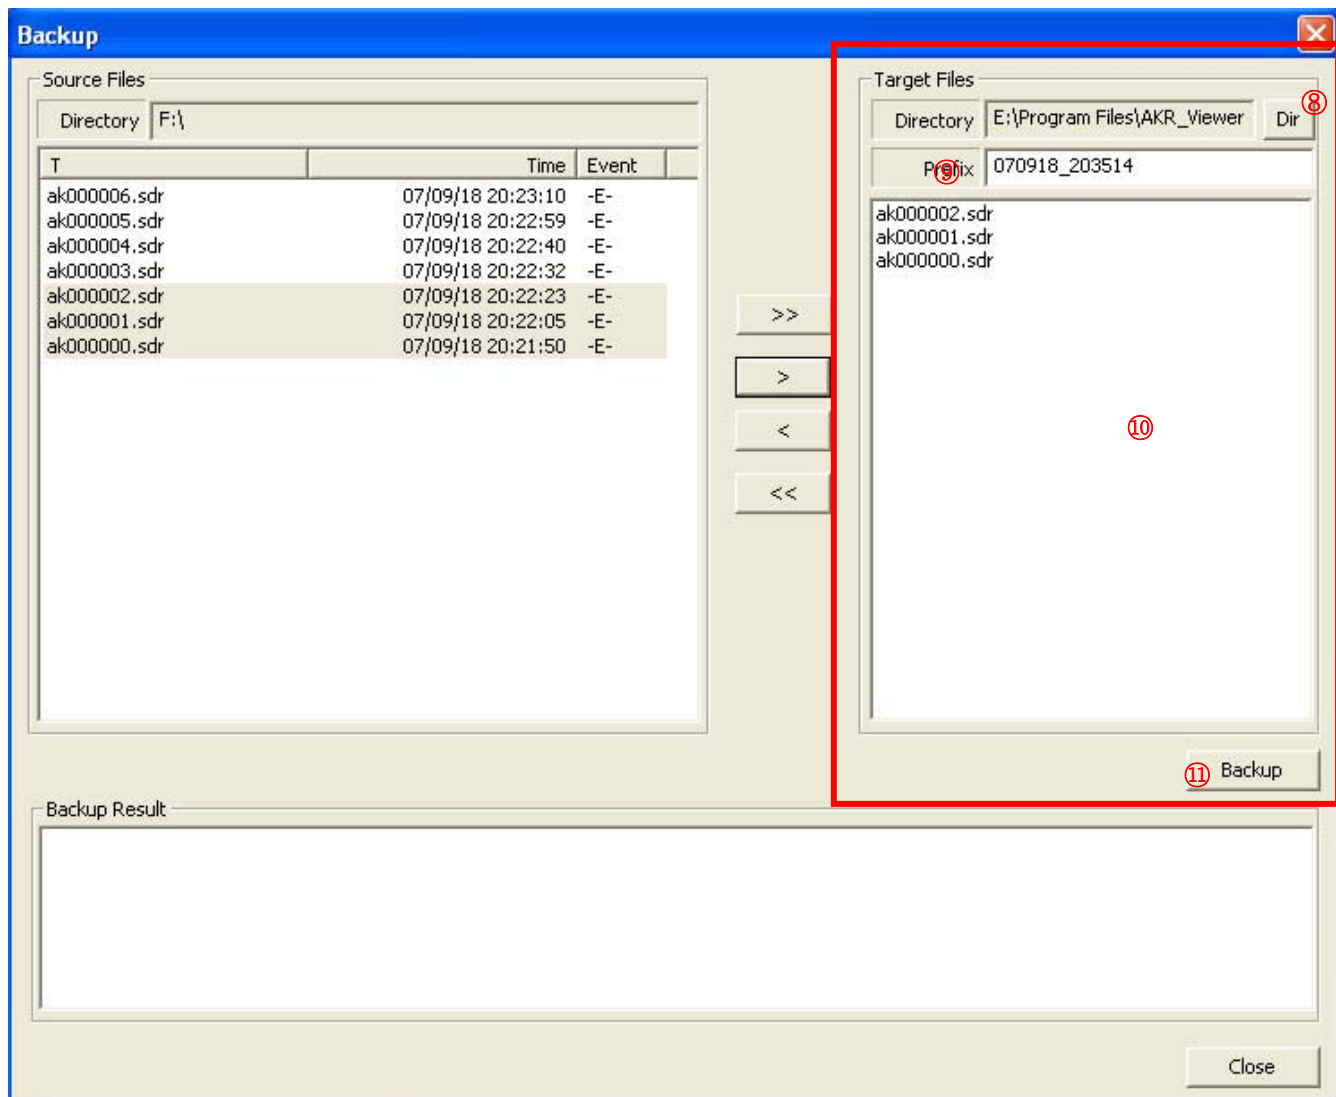 Backup
Source Files
Directory F:\
T Time Event
ak000006.sdr 07/09/18 20:23:10 -E-
ak000005.sdr 07/09/18 20:22:59 -E-
ak000004.sdr 07/09/18 20:22:40 -E-
ak000003.sdr 07/09/18 20:22:32 -E-
ak000002.sdr 07/09/18 20:22:23 -E-
ak000001.sdr 07/09/18 20:22:05 -E-
ak000000.sdr 07/09/18 20:21:50 -E-
>>
>
<
<<
Target Files
Directory E:\Program Files\AKR_Viewer Dir ⑧
Prefix ⑨ 070918_203514
ak000002.sdr
ak000001.sdr
ak000000.sdr
⑩
⑪ Backup
Backup Result
Close